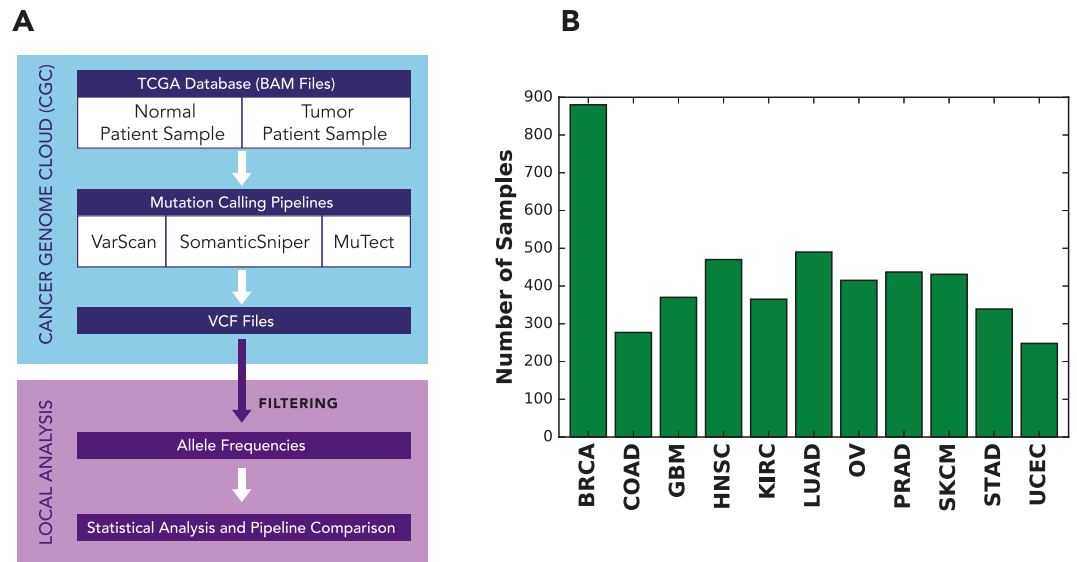 A
CANCER GENOME CLOUD (CGC)
TCGA Database (BAM Files)
Normal
Patient Sample
Tumor
Patient Sample
Mutation Calling Pipelines
VarScan
SomanticSniper
MuTect
VCF Files
LOCAL ANALYSIS
FILTERING
Allele Frequencies
Statistical Analysis and Pipeline Comparison
B
Number of Samples
900
800
700
600
500
400
300
200
100
0
BRCA
COAD
GBM
HNSC
KIRC
LUAD
OV
PRAD
SKCM
STAD
UCEC